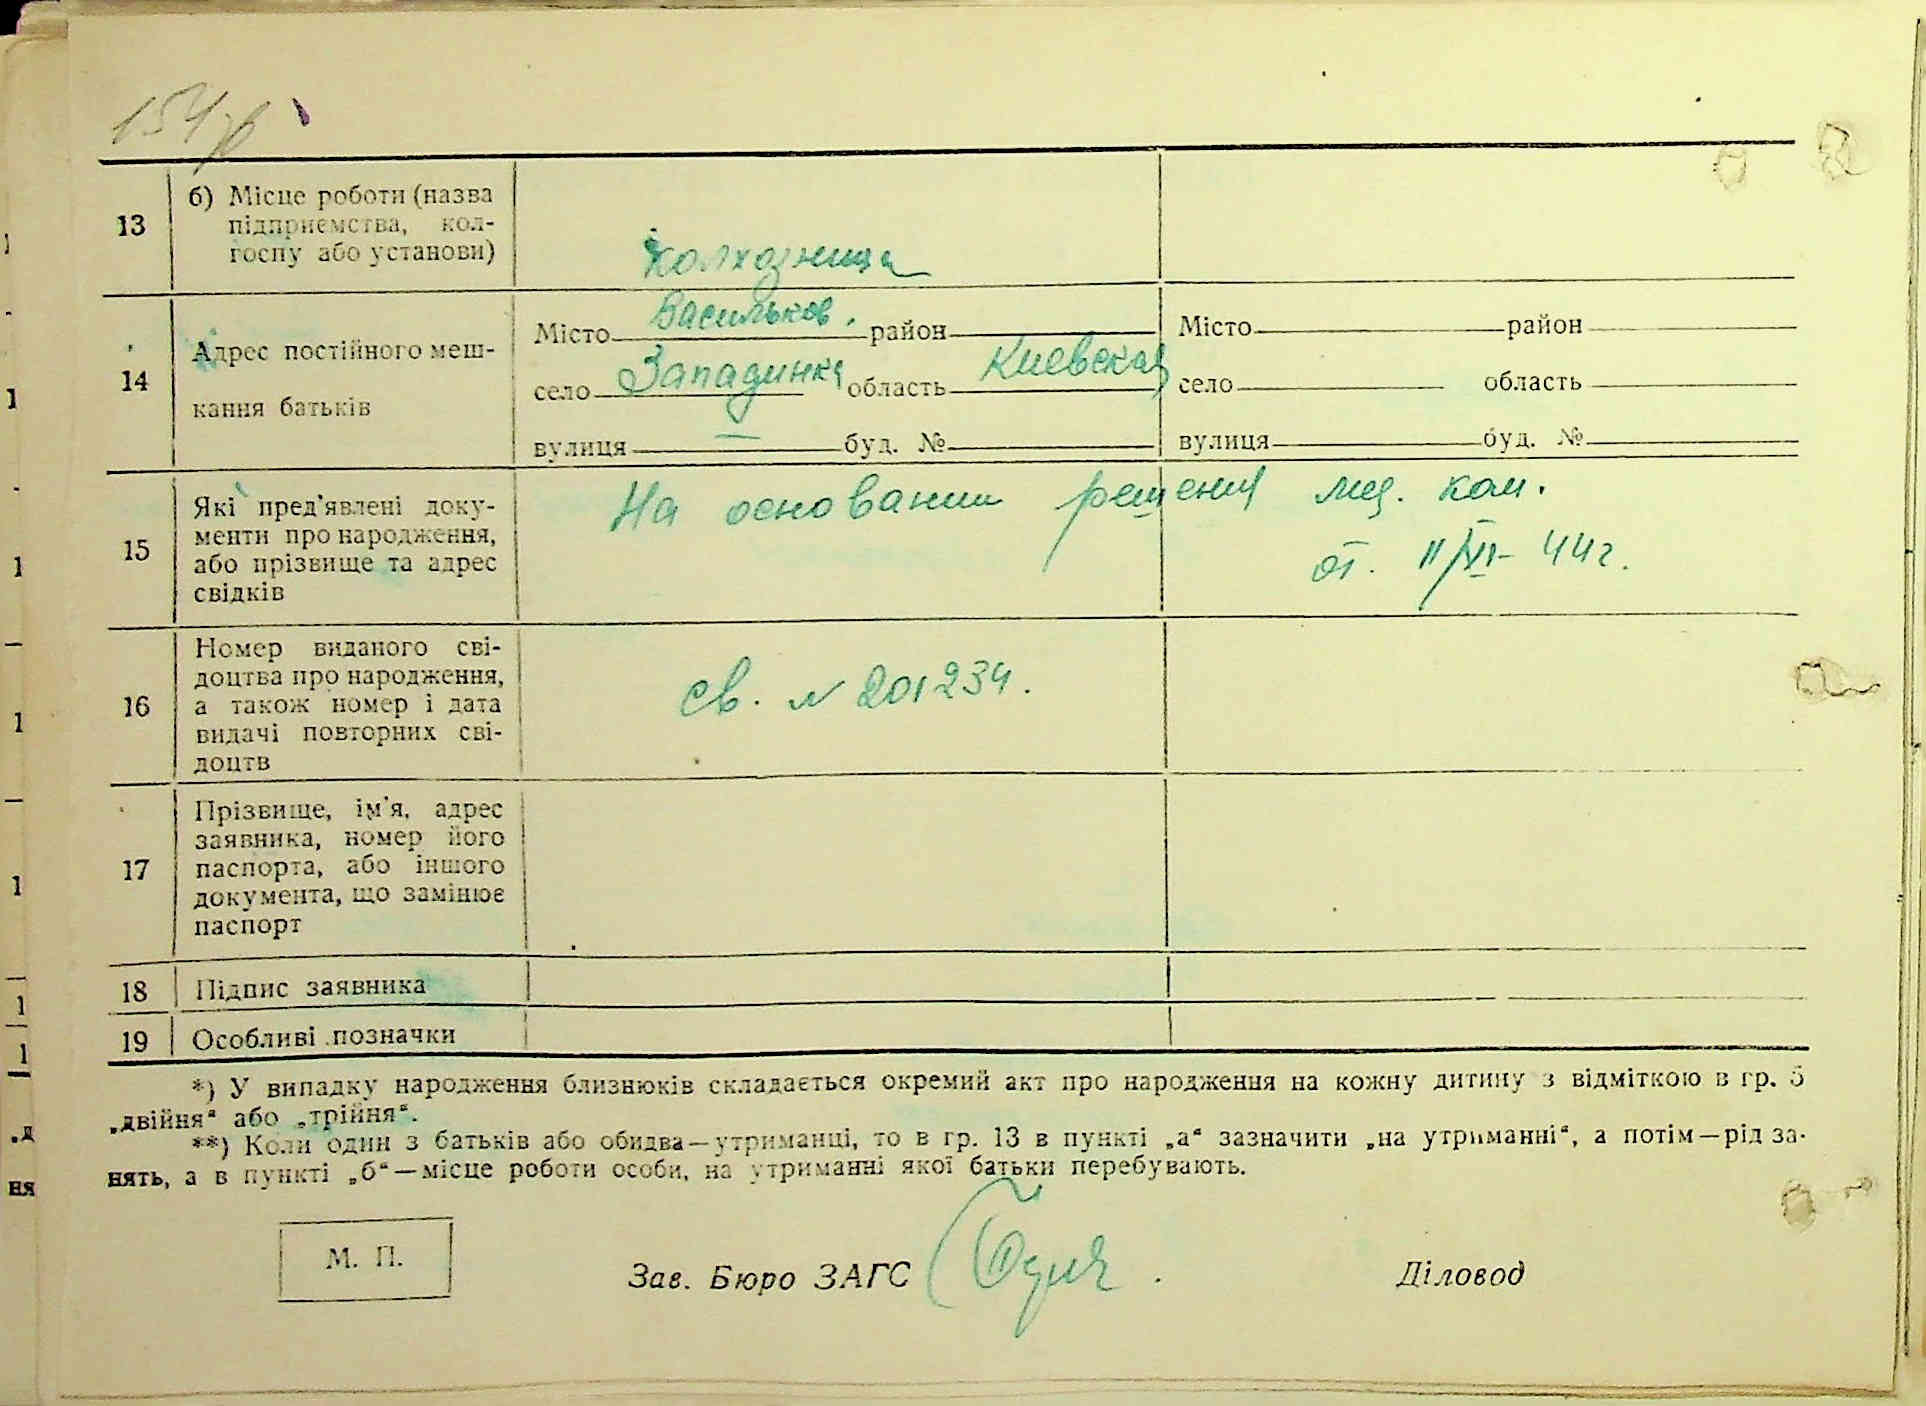 13
б) Місце роботи (назва
підприємства, кол-
госпу або установи)
колхозница
14
Адрес постійного меш-
кання батьків
Місто Васильков. район
село Западинка область Киевская
вулиця — буд. №
Місто район
село область
вулиця буд. №
15
Які пред'явлені доку-
менти про народження,
або прізвище та адрес
свідків
На основании решения ком.
от. 44 г.
16
Номер виданого сві-
доцтва про народження,
а також номер і дата
видачі повторних сві-
доцтв
св. № 201234.
17
Прізвище, ім'я, адрес
заявника, номер його
паспорта, або іншого
документа, що замінює
паспорт
18
Підпис заявника
19
Особливі позначки
*) У випадку народження близнюків складається окремий акт про народження на кожну дитину з відміткою в гр. 5
„двійня“ або „трійня“.
**) Коли один з батьків або обидва—утриманці, то в гр. 13 в пункті „а“ зазначити „на утриманні“, а потім—рід за-
нять, а в пункті „б“—місце роботи особи, на утриманні якої батьки перебувають.
М. П.
Зав. Бюро ЗАГС
Діловод